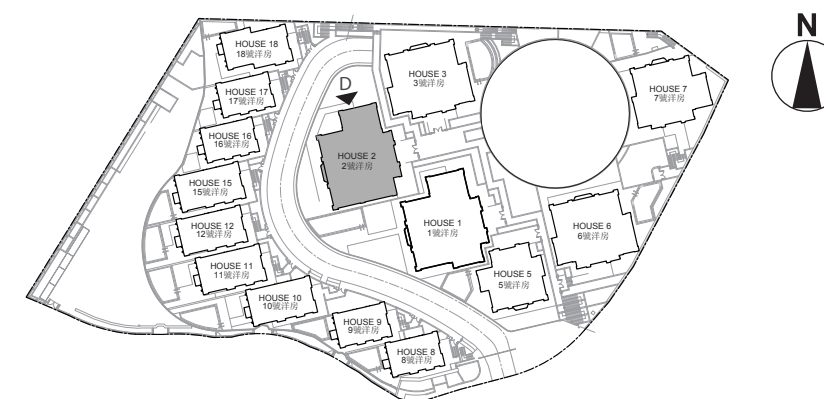 N
HOUSE 18
18號洋房
HOUSE 3
3號洋房
HOUSE 7
7號洋房
HOUSE 17
17號洋房
D
HOUSE 16
16號洋房
HOUSE 2
2號洋房
HOUSE 15
15號洋房
HOUSE 12
12號洋房
HOUSE 1
1號洋房
HOUSE 6
6號洋房
HOUSE 11
11號洋房
HOUSE 5
5號洋房
HOUSE 10
10號洋房
HOUSE 9
9號洋房
HOUSE 8
8號洋房